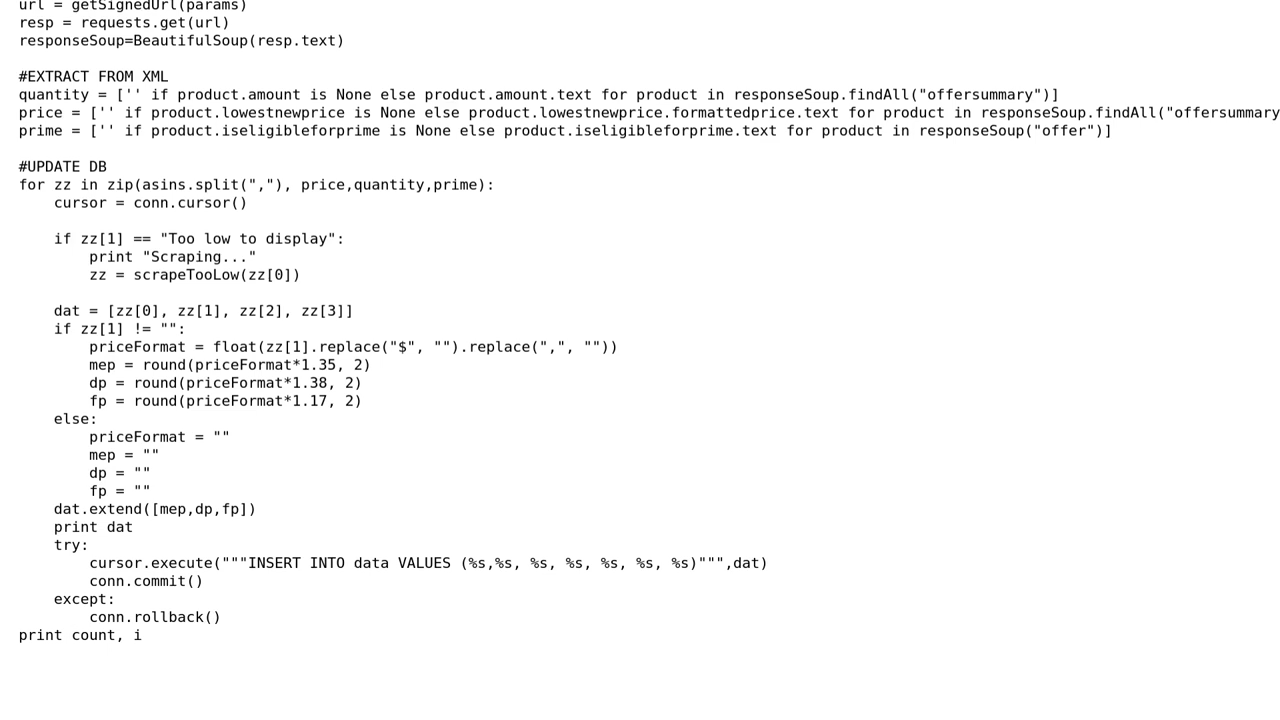 url = getSignedUrl(params)
resp = requests.get(url)
responseSoup=BeautifulSoup(resp.text)
#EXTRACT FROM XML
quantity = ['' if product.amount is None else product.amount.text for product in responseSoup.findAll("offersummary")]
price = ['' if product.lowestnewprice is None else product.lowestnewprice.formattedprice.text for product in responseSoup.findAll("offersummary
prime = ['' if product.iseligibleforprime is None else product.iseligibleforprime.text for product in responseSoup("offer")]
#UPDATE DB
for zz in zip(asins.split(","), price,quantity,prime):
    cursor = conn.cursor()
    if zz[1] == "Too low to display":
        print "Scraping..."
        zz = scrapeTooLow(zz[0])
    dat = [zz[0], zz[1], zz[2], zz[3]]
    if zz[1] != "":
        priceFormat = float(zz[1].replace("$", "").replace(",", ""))
        mep = round(priceFormat*1.35, 2)
        dp = round(priceFormat*1.38, 2)
        fp = round(priceFormat*1.17, 2)
    else:
        priceFormat = ""
        mep = ""
        dp = ""
        fp = ""
    dat.extend([mep,dp,fp])
    print dat
    try:
        cursor.execute("""INSERT INTO data VALUES (%s,%s, %s, %s, %s, %s, %s)""",dat)
        conn.commit()
    except:
        conn.rollback()
print count, i